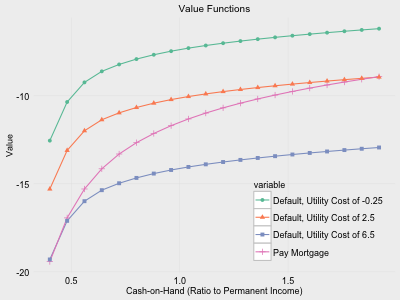 Value Functions
-10
-15
-20
Value
variable
Default, Utility Cost of -0.25
Default, Utility Cost of 2.5
Default, Utility Cost of 6.5
Pay Mortgage
0.5 1.0 1.5
Cash-on-Hand (Ratio to Permanent Income)